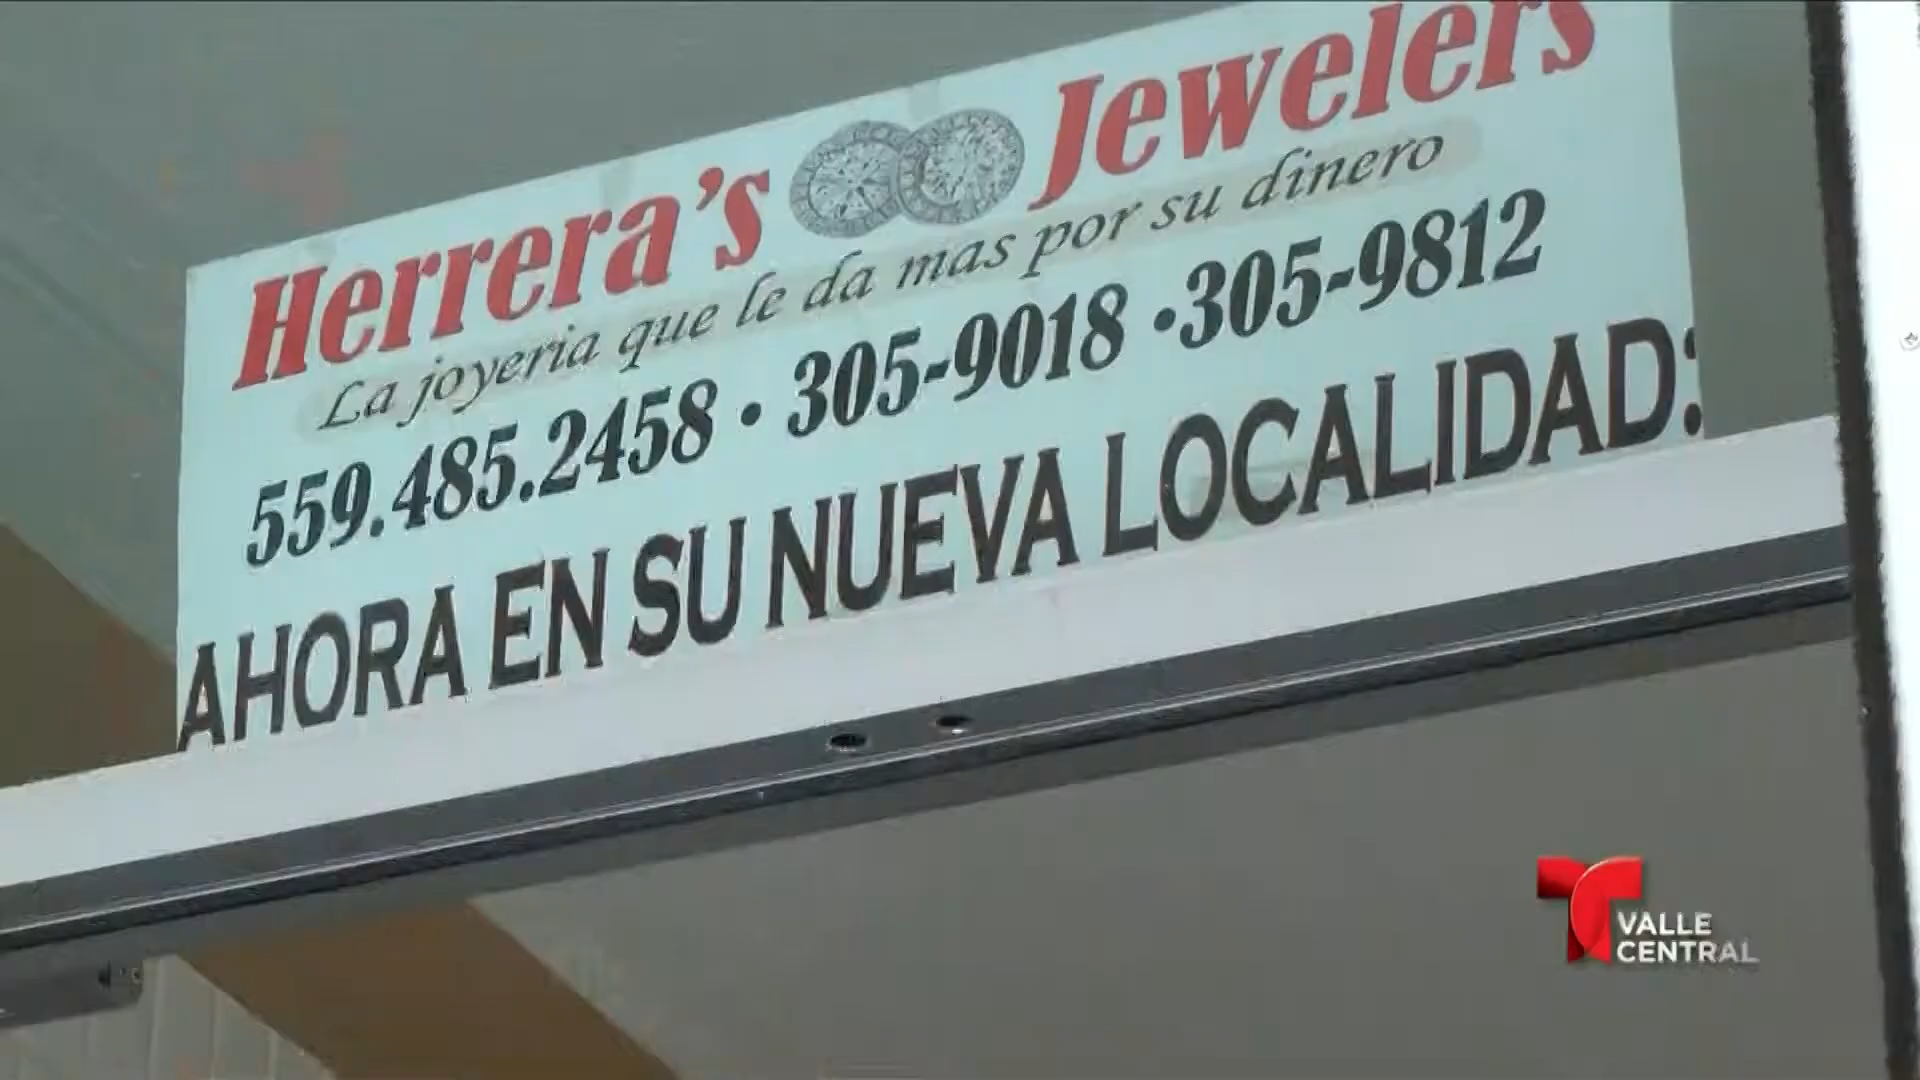 Herrera's Jewelers
La joyeria que le da mas por su dinero
559.485.2458 • 305-9018 • 305-9812
AHORA EN SU NUEVA LOCALIDAD:
VALLE
CENTRAL